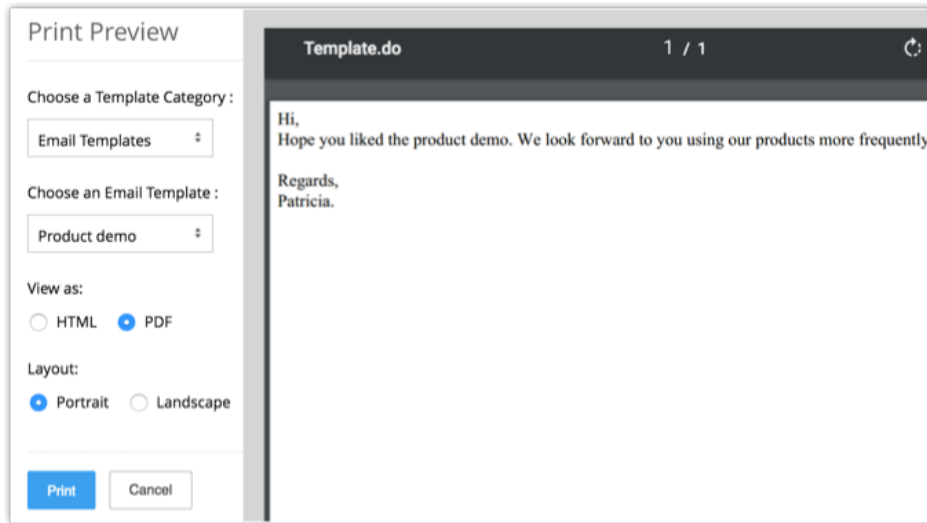 Print Preview
Choose a Template Category :
Email Templates
Choose an Email Template :
Product demo
View as:
HTML PDF
Layout:
Portrait Landscape
Print Cancel
Template.do 1 / 1
Hi,
Hope you liked the product demo. We look forward to you using our products more frequently
Regards,
Patricia.